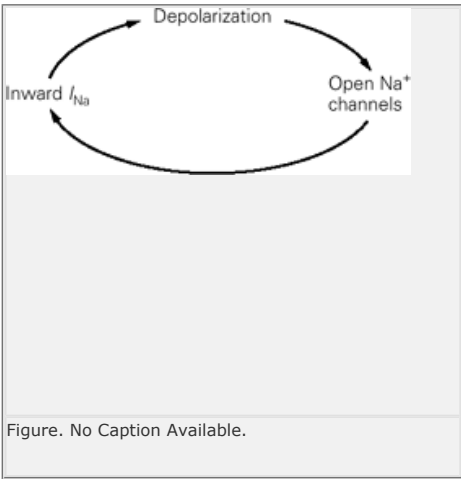 Depolarization
Inward I_Na
Open Na⁺
channels
Figure. No Caption Available.